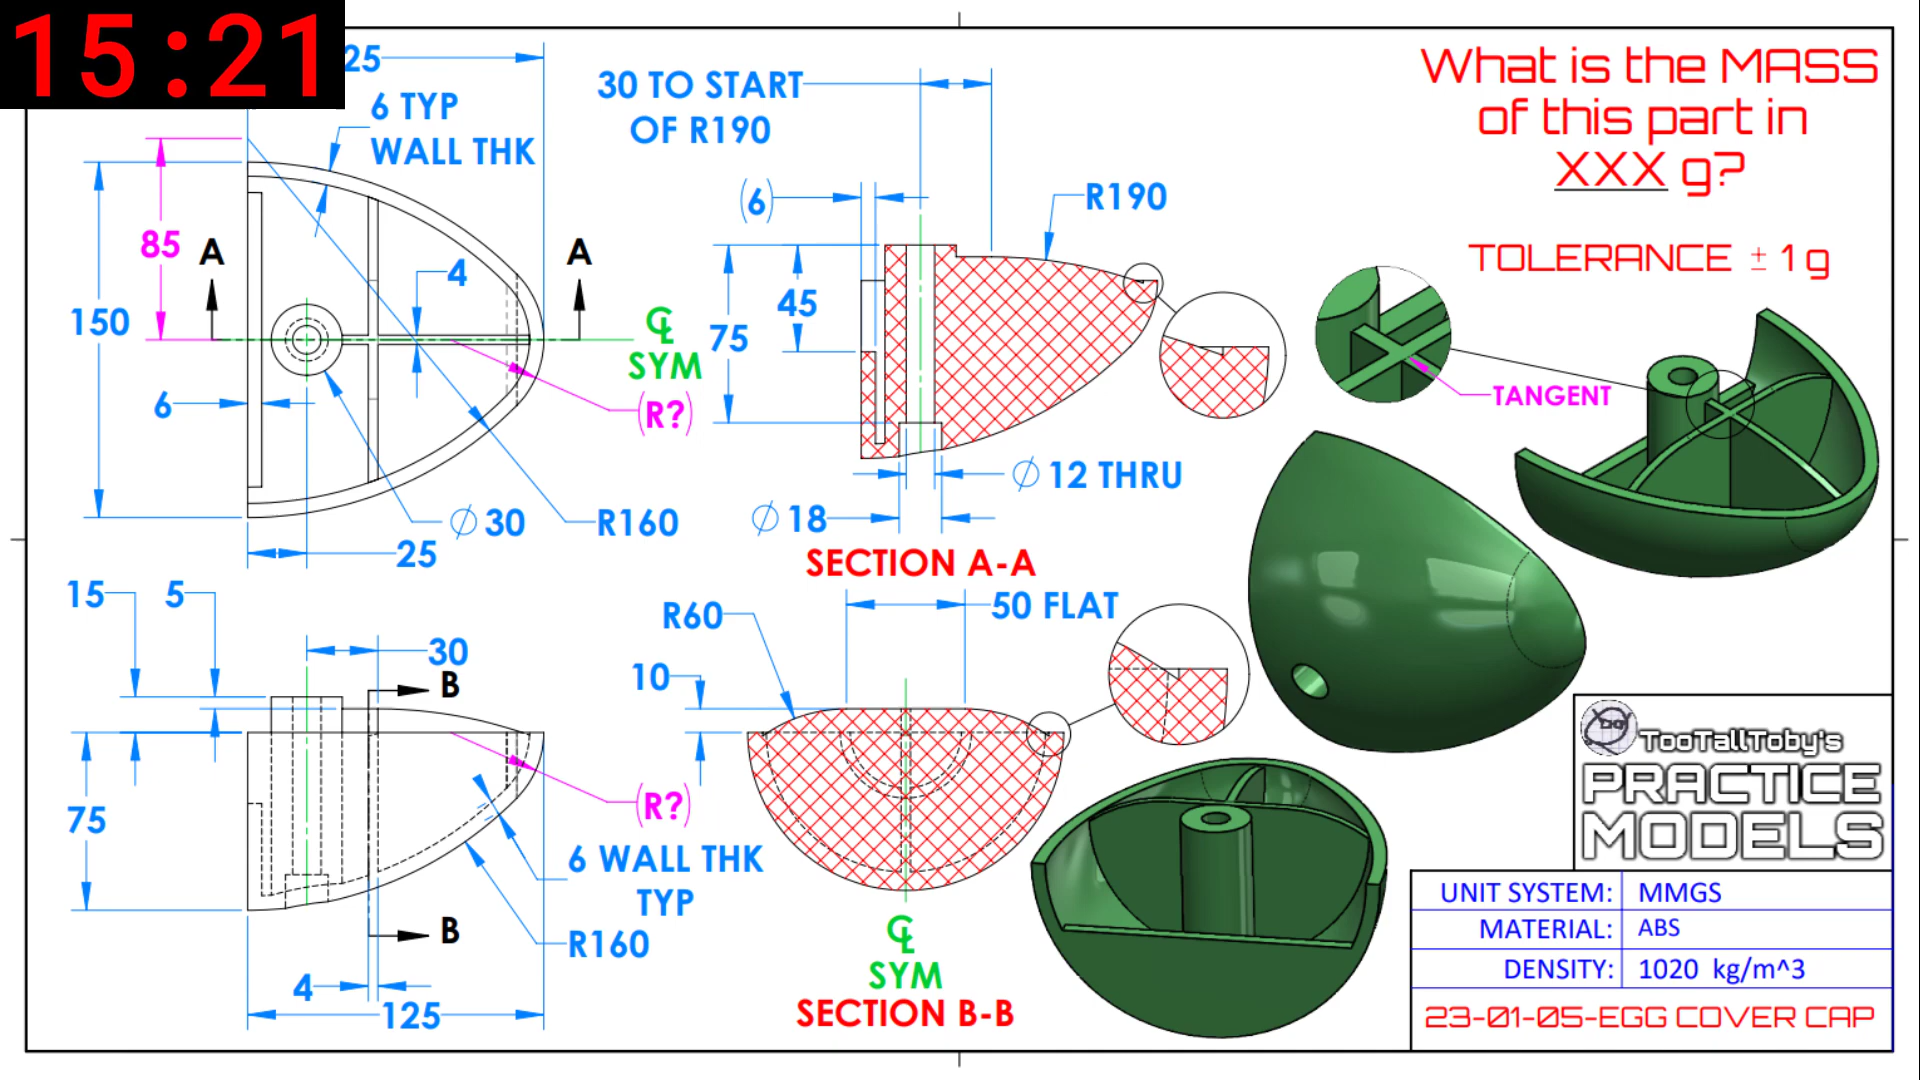 15:21
25
6 TYP
WALL THK
85
A
A
150
4
6
℄
SYM
(R?)
⌀30
R160
25
30 TO START
OF R190
(6)
R190
75
45
⌀ 12 THRU
⌀ 18
SECTION A-A
What is the MASS
of this part in
XXX g?
TOLERANCE ± 1 g
TANGENT
15
5
30
B
75
(R?)
6 WALL THK
TYP
R160
B
4
125
R60
50 FLAT
10
℄
SYM
SECTION B-B
TooTallToby's
PRACTICE
MODELS
UNIT SYSTEM: MMGS
MATERIAL: ABS
DENSITY: 1020 kg/m^3
23-01-05-EGG COVER CAP